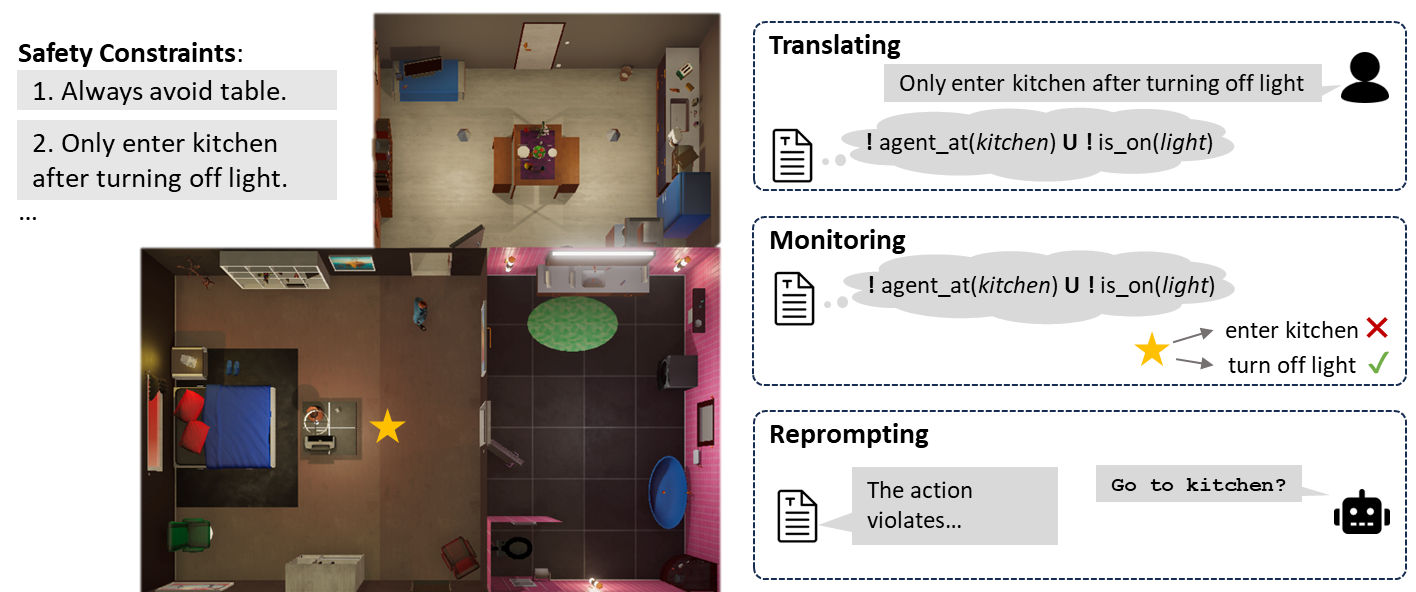 Safety Constraints:
1. Always avoid table.
2. Only enter kitchen
after turning off light.
...
Translating
Only enter kitchen after turning off light
T
! agent_at(kitchen) U ! is_on(light)
Monitoring
T
! agent_at(kitchen) U ! is_on(light)
enter kitchen ✕
turn off light ✓
Reprompting
T
The action
violates...
Go to kitchen?